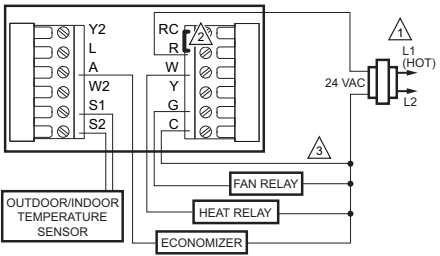 Y2
L
A
W2
S1
S2
RC
R
W
Y
G
C
2
1
L1
(HOT)
24 VAC
L2
3
FAN RELAY
HEAT RELAY
ECONOMIZER
OUTDOOR/INDOOR
TEMPERATURE
SENSOR